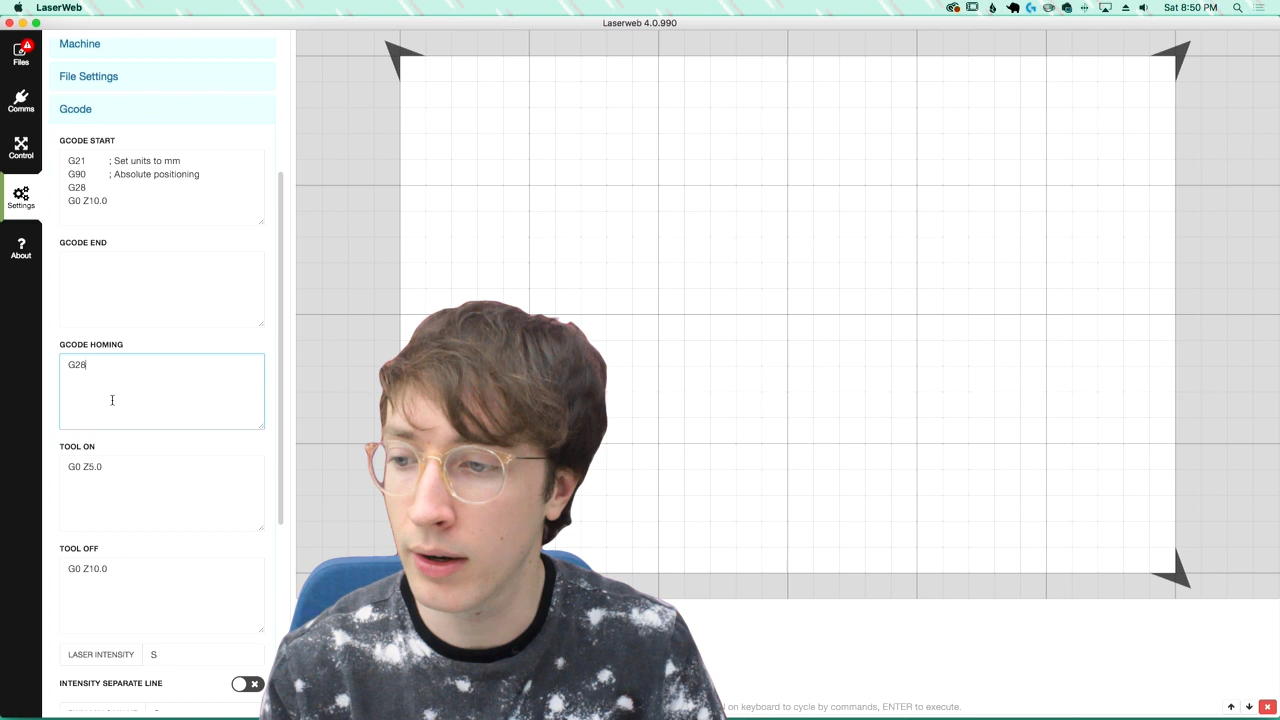 LaserWeb
Sat 8:50 PM
Laserweb 4.0.990
Files
Comms
Control
Settings
?
About
Machine
File Settings
Gcode
GCODE START
G21 ; Set units to mm
G90 ; Absolute positioning
G28
G0 Z10.0
GCODE END
GCODE HOMING
G28
TOOL ON
G0 Z5.0
TOOL OFF
G0 Z10.0
LASER INTENSITY S
INTENSITY SEPARATE LINE
on keyboard to cycle by commands, ENTER to execute.